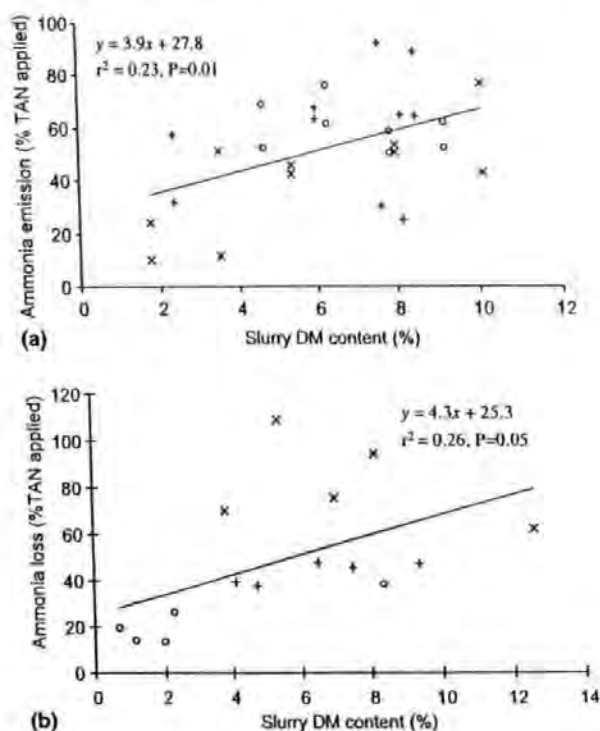 100
80
60
40
20
0
Ammonia emission (% TAN applied)
y = 3.9x + 27.8
r² = 0.23, P=0.01
0 2 4 6 8 10 12
Slurry DM content (%)
(a)
120
100
80
60
40
20
0
Ammonia loss (%TAN applied)
y = 4.3x + 25.3
r² = 0.26, P=0.05
0 2 4 6 8 10 12 14
Slurry DM content (%)
(b)